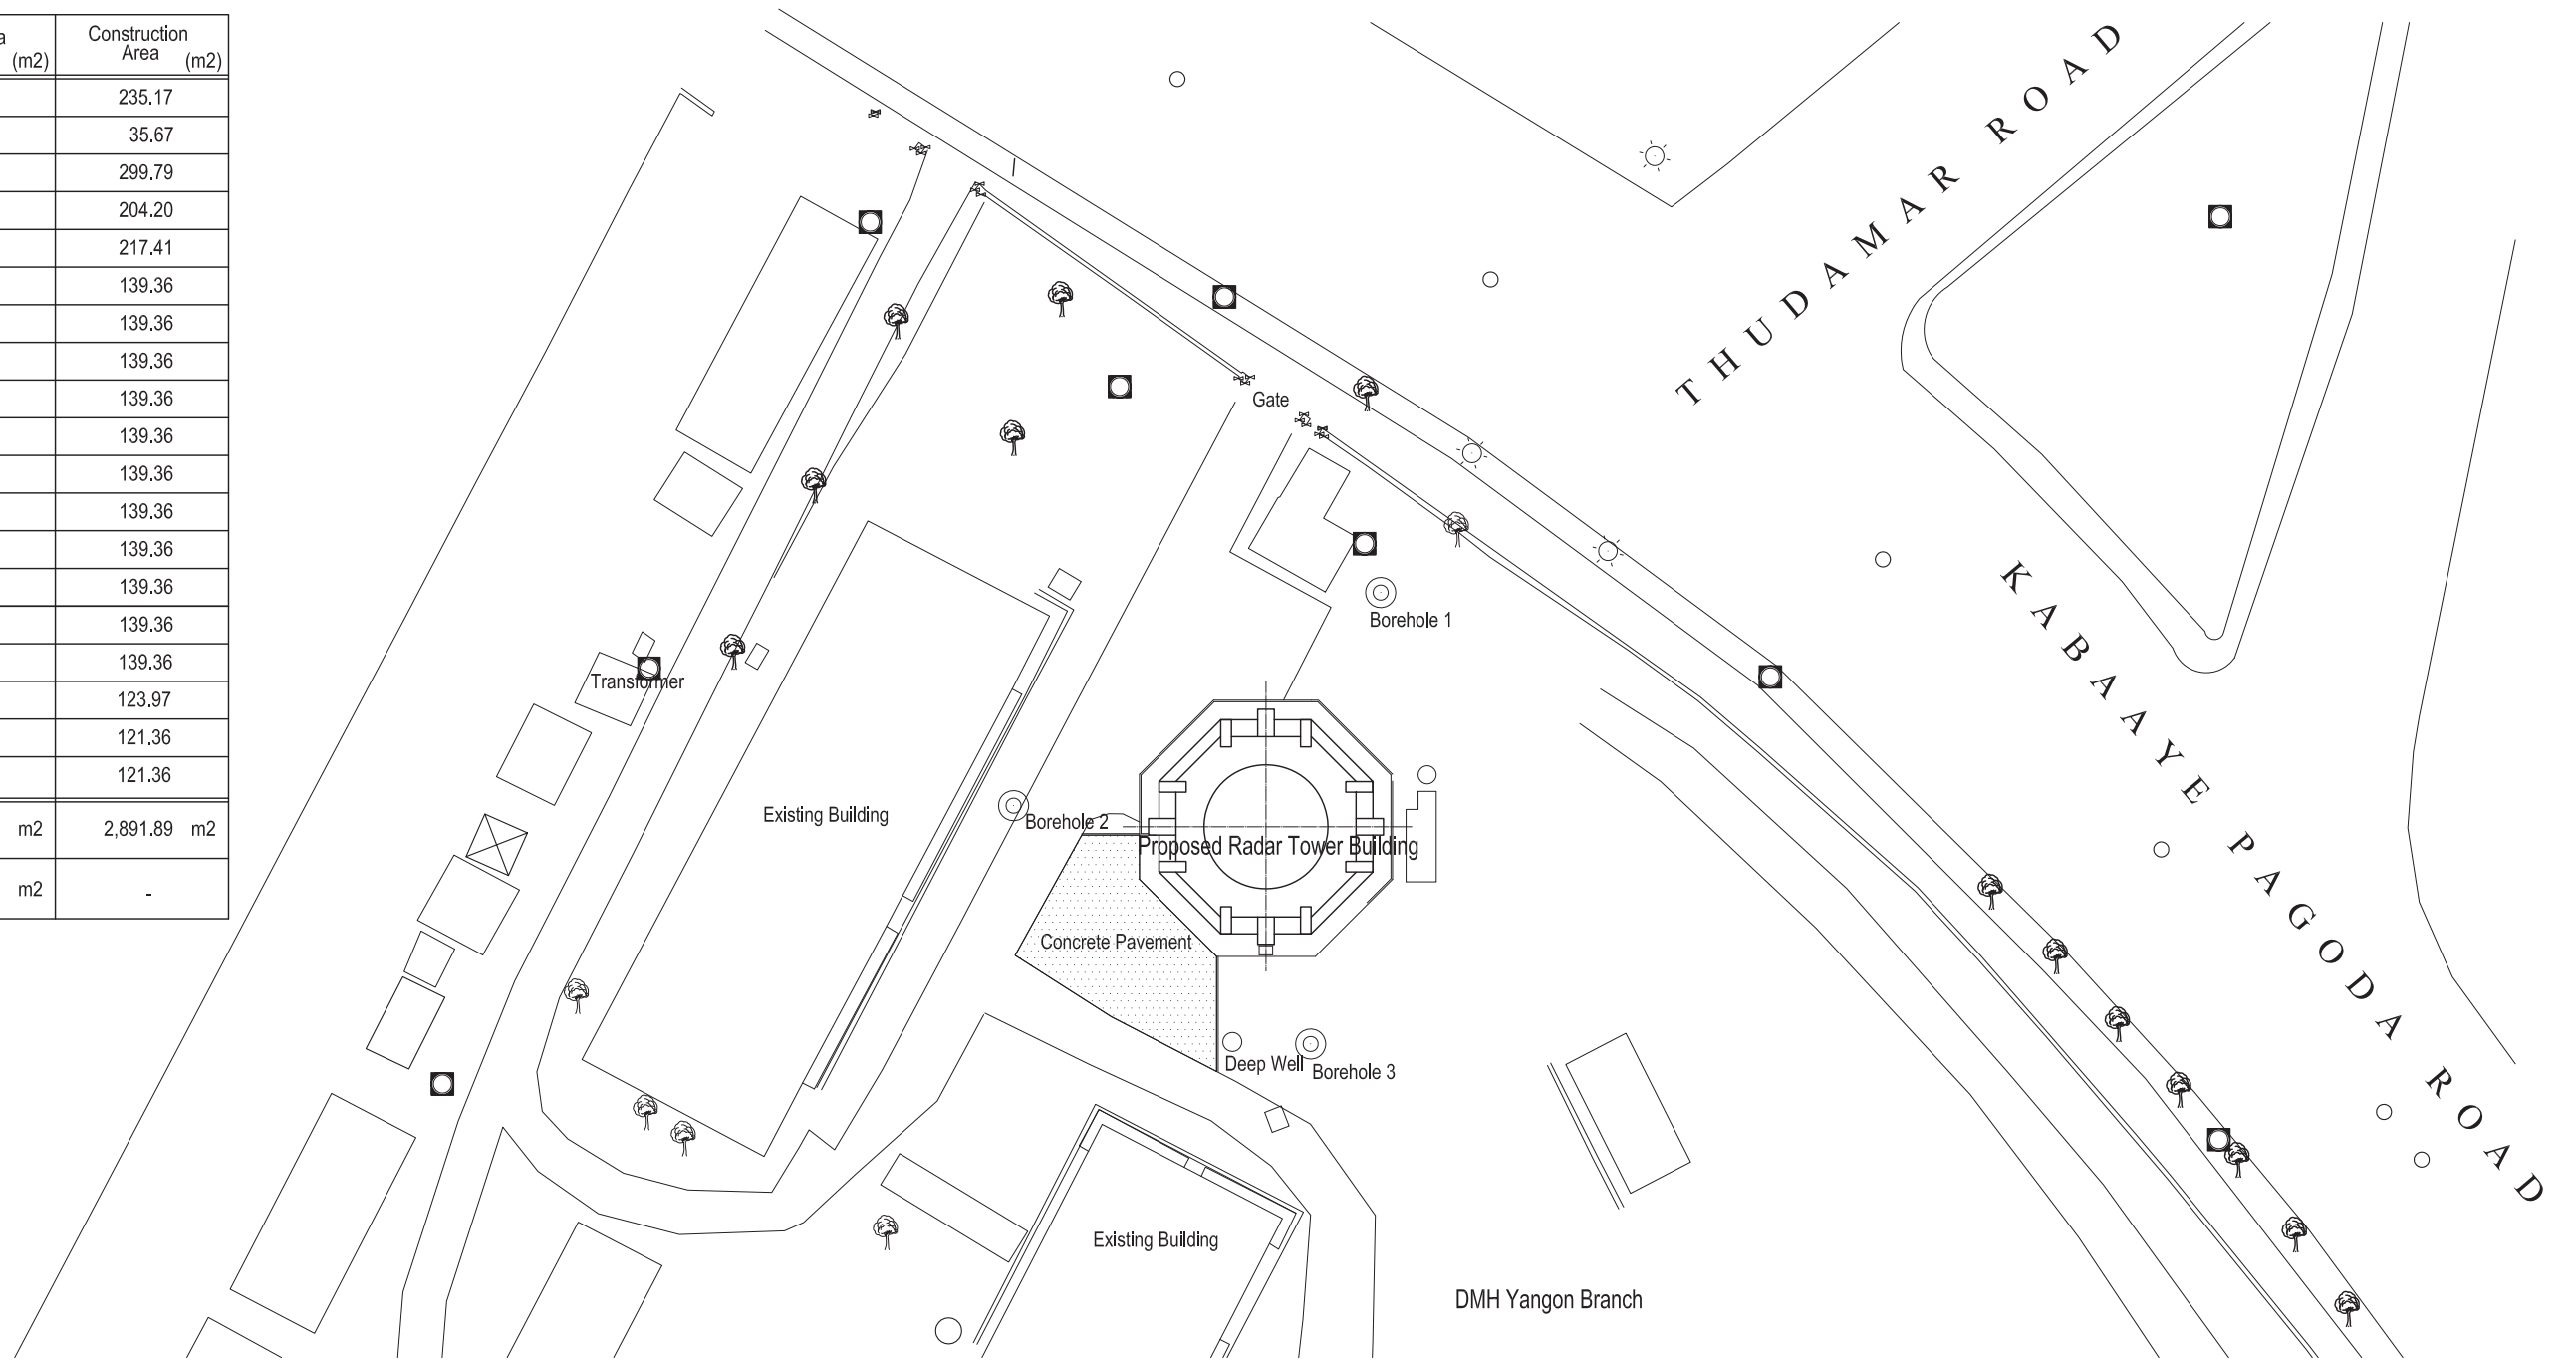 a
(m2)
Construction
Area
(m2)
235.17
35.67
299.79
204.20
217.41
139.36
139.36
139.36
139.36
139.36
139.36
139.36
139.36
139.36
139.36
139.36
123.97
121.36
121.36
m2 2,891.89 m2
m2 -
THUDAMAR ROAD
Gate
KABAAYE PAGODA ROAD
Borehole 1
Transformer
Existing Building
Borehole 2
Proposed Radar Tower Building
Concrete Pavement
Deep Well
Borehole 3
Existing Building
DMH Yangon Branch